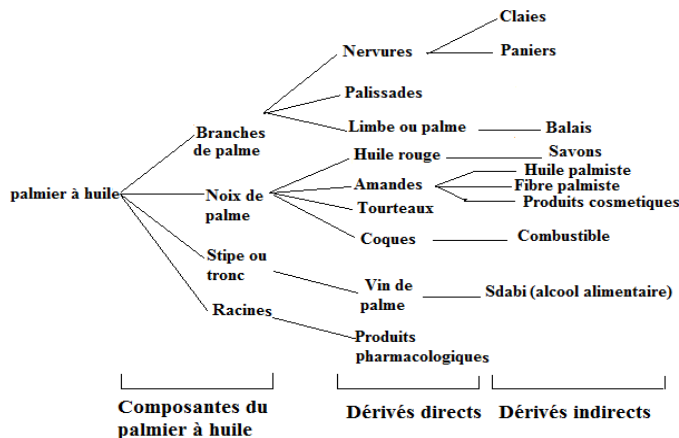 Claies
Nervures
Paniers
Palissades
Limbe ou palme
Balais
Branches
de palme
Huile rouge
Savons
Huile palmiste
palmier à huile
Noix de
palme
Amandes
Fibre palmiste
Produits cosmetiques
Tourteaux
Coques
Combustible
Stipe ou
tronc
Vin de
palme
Sdabi (alcool alimentaire)
Racines
Produits
pharmacologiques
Composantes du
palmier à huile
Dérivés directs
Dérivés indirects